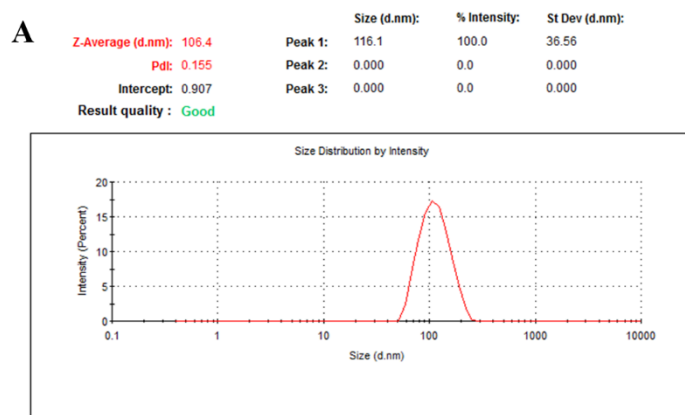 A
Size (d.nm): % Intensity: St Dev (d.nm):
Z-Average (d.nm): 106.4 Peak 1: 116.1 100.0 36.56
PdI: 0.155 Peak 2: 0.000 0.0 0.000
Intercept: 0.907 Peak 3: 0.000 0.0 0.000
Result quality : Good
Size Distribution by Intensity
Intensity (Percent)
20
15
10
5
0
0.1 1 10 100 1000 10000
Size (d.nm)